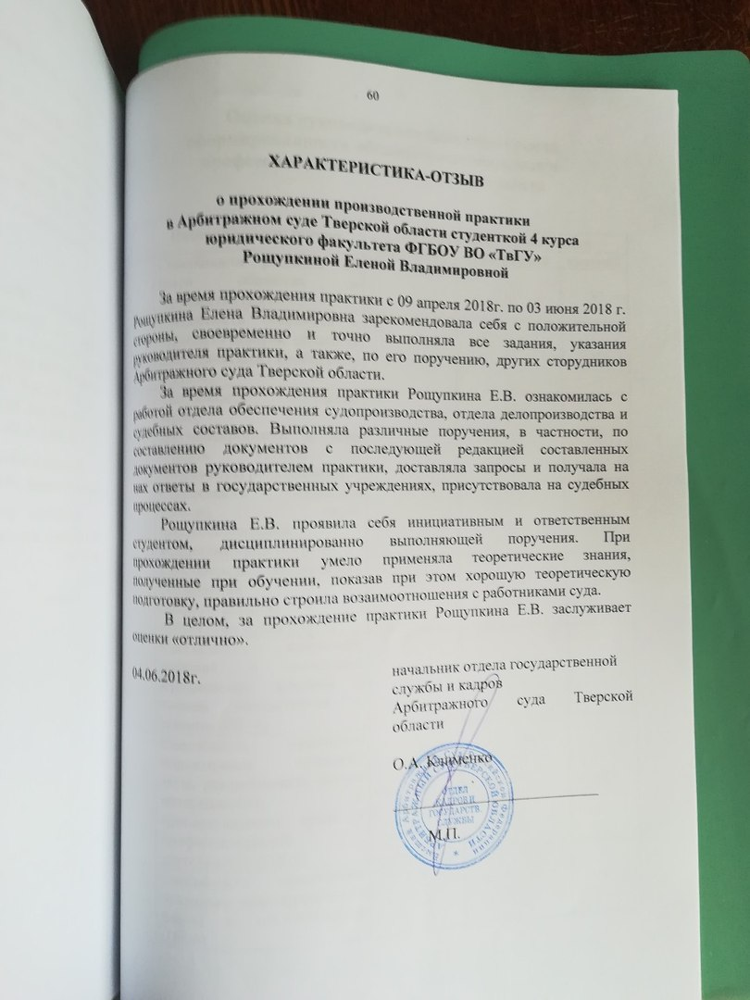 60
ХАРАКТЕРИСТИКА-ОТЗЫВ
о прохождении производственной практики
в Арбитражном суде Тверской области студенткой 4 курса
юридического факультета ФГБОУ ВО «ТвГУ»
Рощупкиной Еленой Владимировной
За время прохождения практики с 09 апреля 2018г. по 03 июня 2018 г.
Рощупкина Елена Владимировна зарекомендовала себя с положительной
стороны, своевременно и точно выполняла все задания, указания
руководителя практики, а также, по его поручению, других сторудников
Арбитражного суда Тверской области.
За время прохождения практики Рощупкина Е.В. ознакомилась с
работой отдела обеспечения судопроизводства, отдела делопроизводства и
судебных составов. Выполняла различные поручения, в частности, по
составлению документов с последующей редакцией составленных
документов руководителем практики, доставляла запросы и получала на
них ответы в государственных учреждениях, присутствовала на судебных
процессах.
Рощупкина Е.В. проявила себя инициативным и ответственным
студентом, дисциплинированно выполняющей поручения. При
прохождении практики умело применяла теоретические знания,
полученные при обучении, показав при этом хорошую теоретическую
подготовку, правильно строила возаимоотношения с работниками суда.
В целом, за прохождение практики Рощупкина Е.В. заслуживает
оценки «отлично».
04.06.2018г.
начальник отдела государственной
службы и кадров
Арбитражного суда Тверской
области
О.А. Клименко
АРБИТРАЖНЫЙ СУД ТВЕРСКОЙ ОБЛАСТИ
ОТДЕЛ
КАДРОВ И
ГОСУДАРСТВ.
СЛУЖБЫ
М.П.